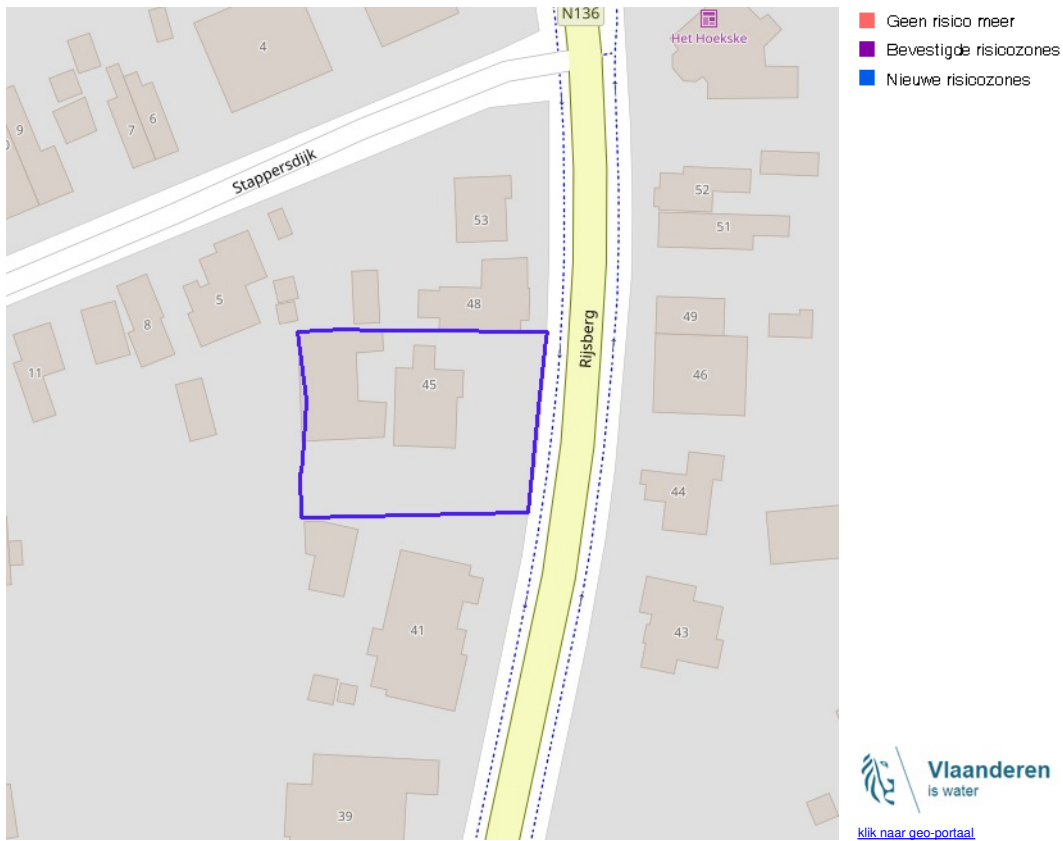 N136
Het Hoekske
4
9
7
6
Stappersdijk
53
52
51
5
48
8
49
Rijsberg
11
45
46
44
41
43
39
Geen risico meer
Bevestigde risicozones
Nieuwe risicozones
Vlaanderen
is water
klik naar geo-portaal